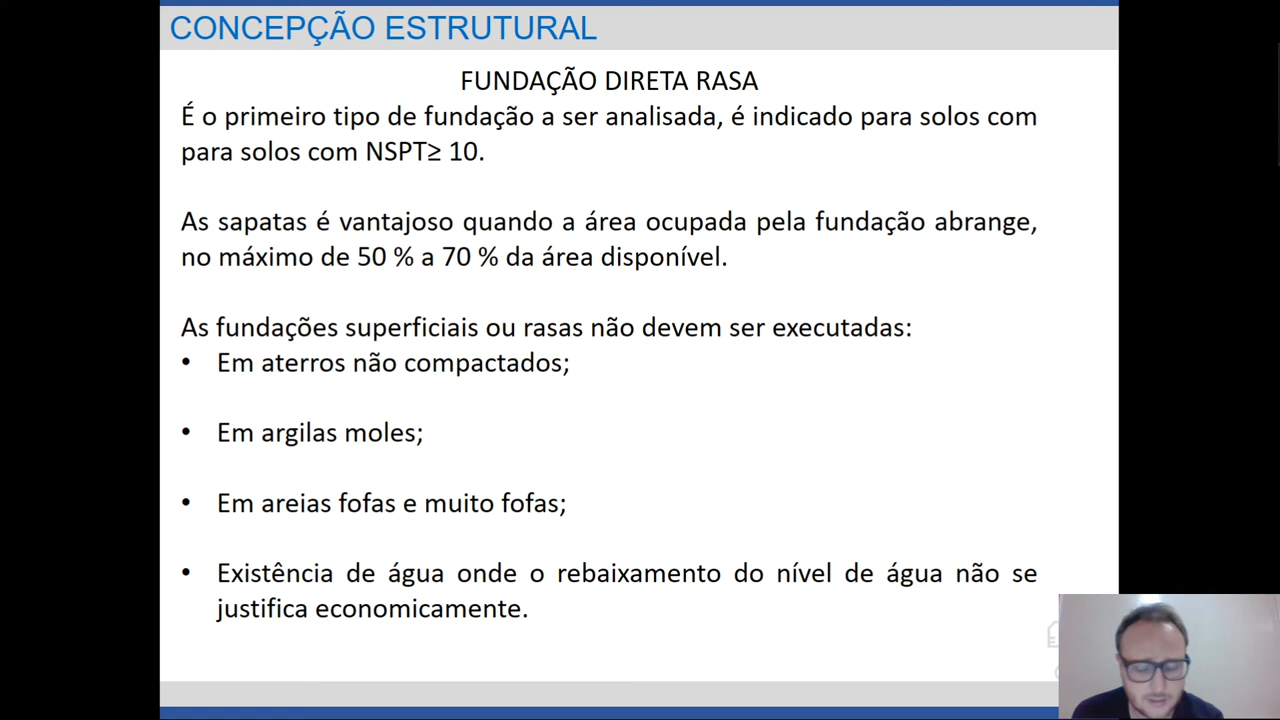 CONCEPÇÃO ESTRUTURAL
FUNDAÇÃO DIRETA RASA
É o primeiro tipo de fundação a ser analisada, é indicado para solos com
para solos com NSPT≥ 10.
As sapatas é vantajoso quando a área ocupada pela fundação abrange,
no máximo de 50 % a 70 % da área disponível.
As fundações superficiais ou rasas não devem ser executadas:
• Em aterros não compactados;
• Em argilas moles;
• Em areias fofas e muito fofas;
• Existência de água onde o rebaixamento do nível de água não se
justifica economicamente.